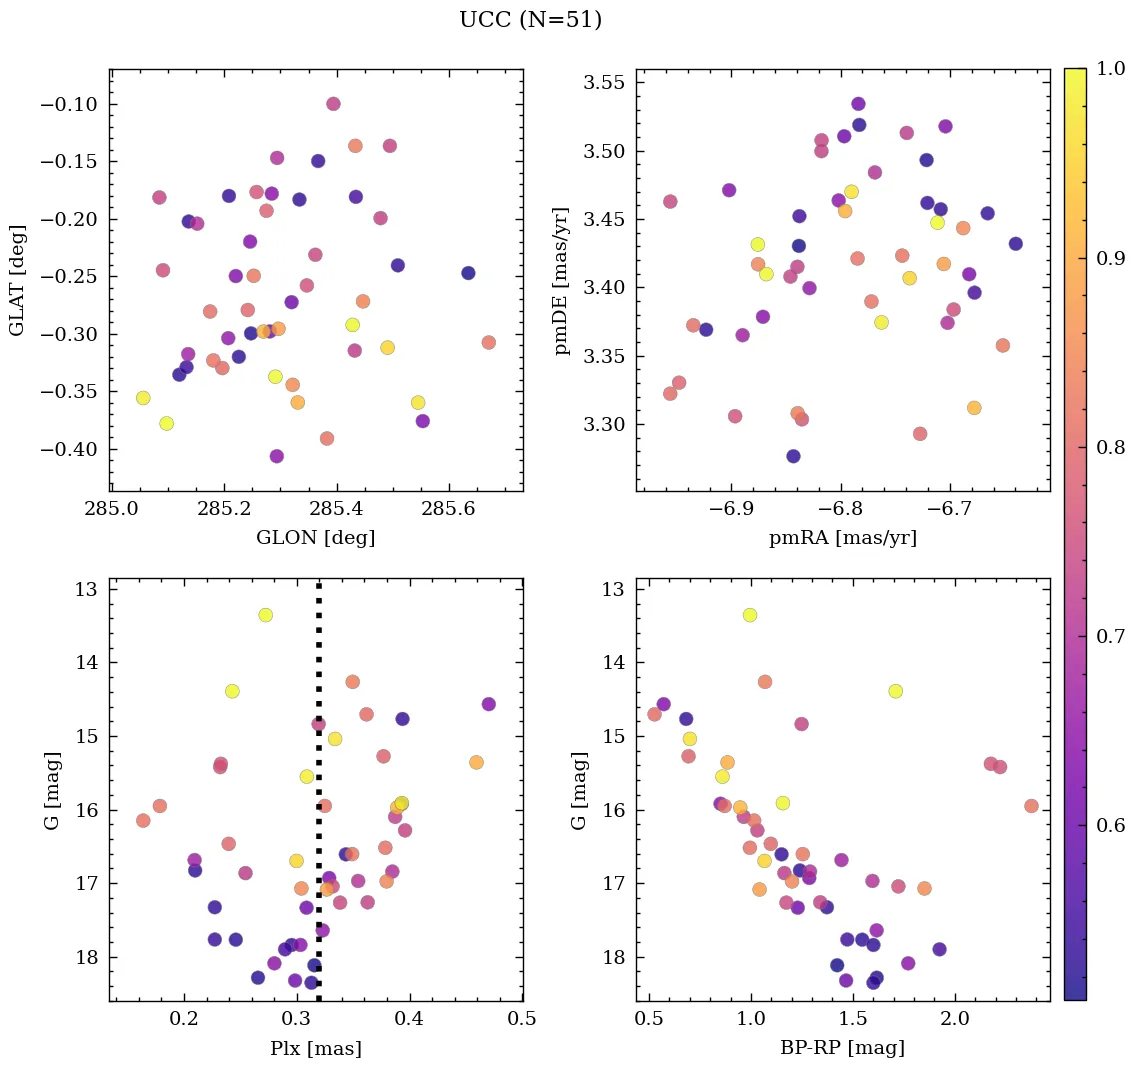 UCC (N=51)
−0.10
−0.15
−0.20
−0.25
−0.30
−0.35
−0.40
GLAT [deg]
285.0 285.2 285.4 285.6
GLON [deg]
3.55
3.50
3.45
3.40
3.35
3.30
pmDE [mas/yr]
−6.9 −6.8 −6.7
pmRA [mas/yr]
13
14
15
16
17
18
G [mag]
0.2 0.3 0.4 0.5
Plx [mas]
13
14
15
16
17
18
G [mag]
0.5 1.0 1.5 2.0
BP-RP [mag]
1.0
0.9
0.8
0.7
0.6